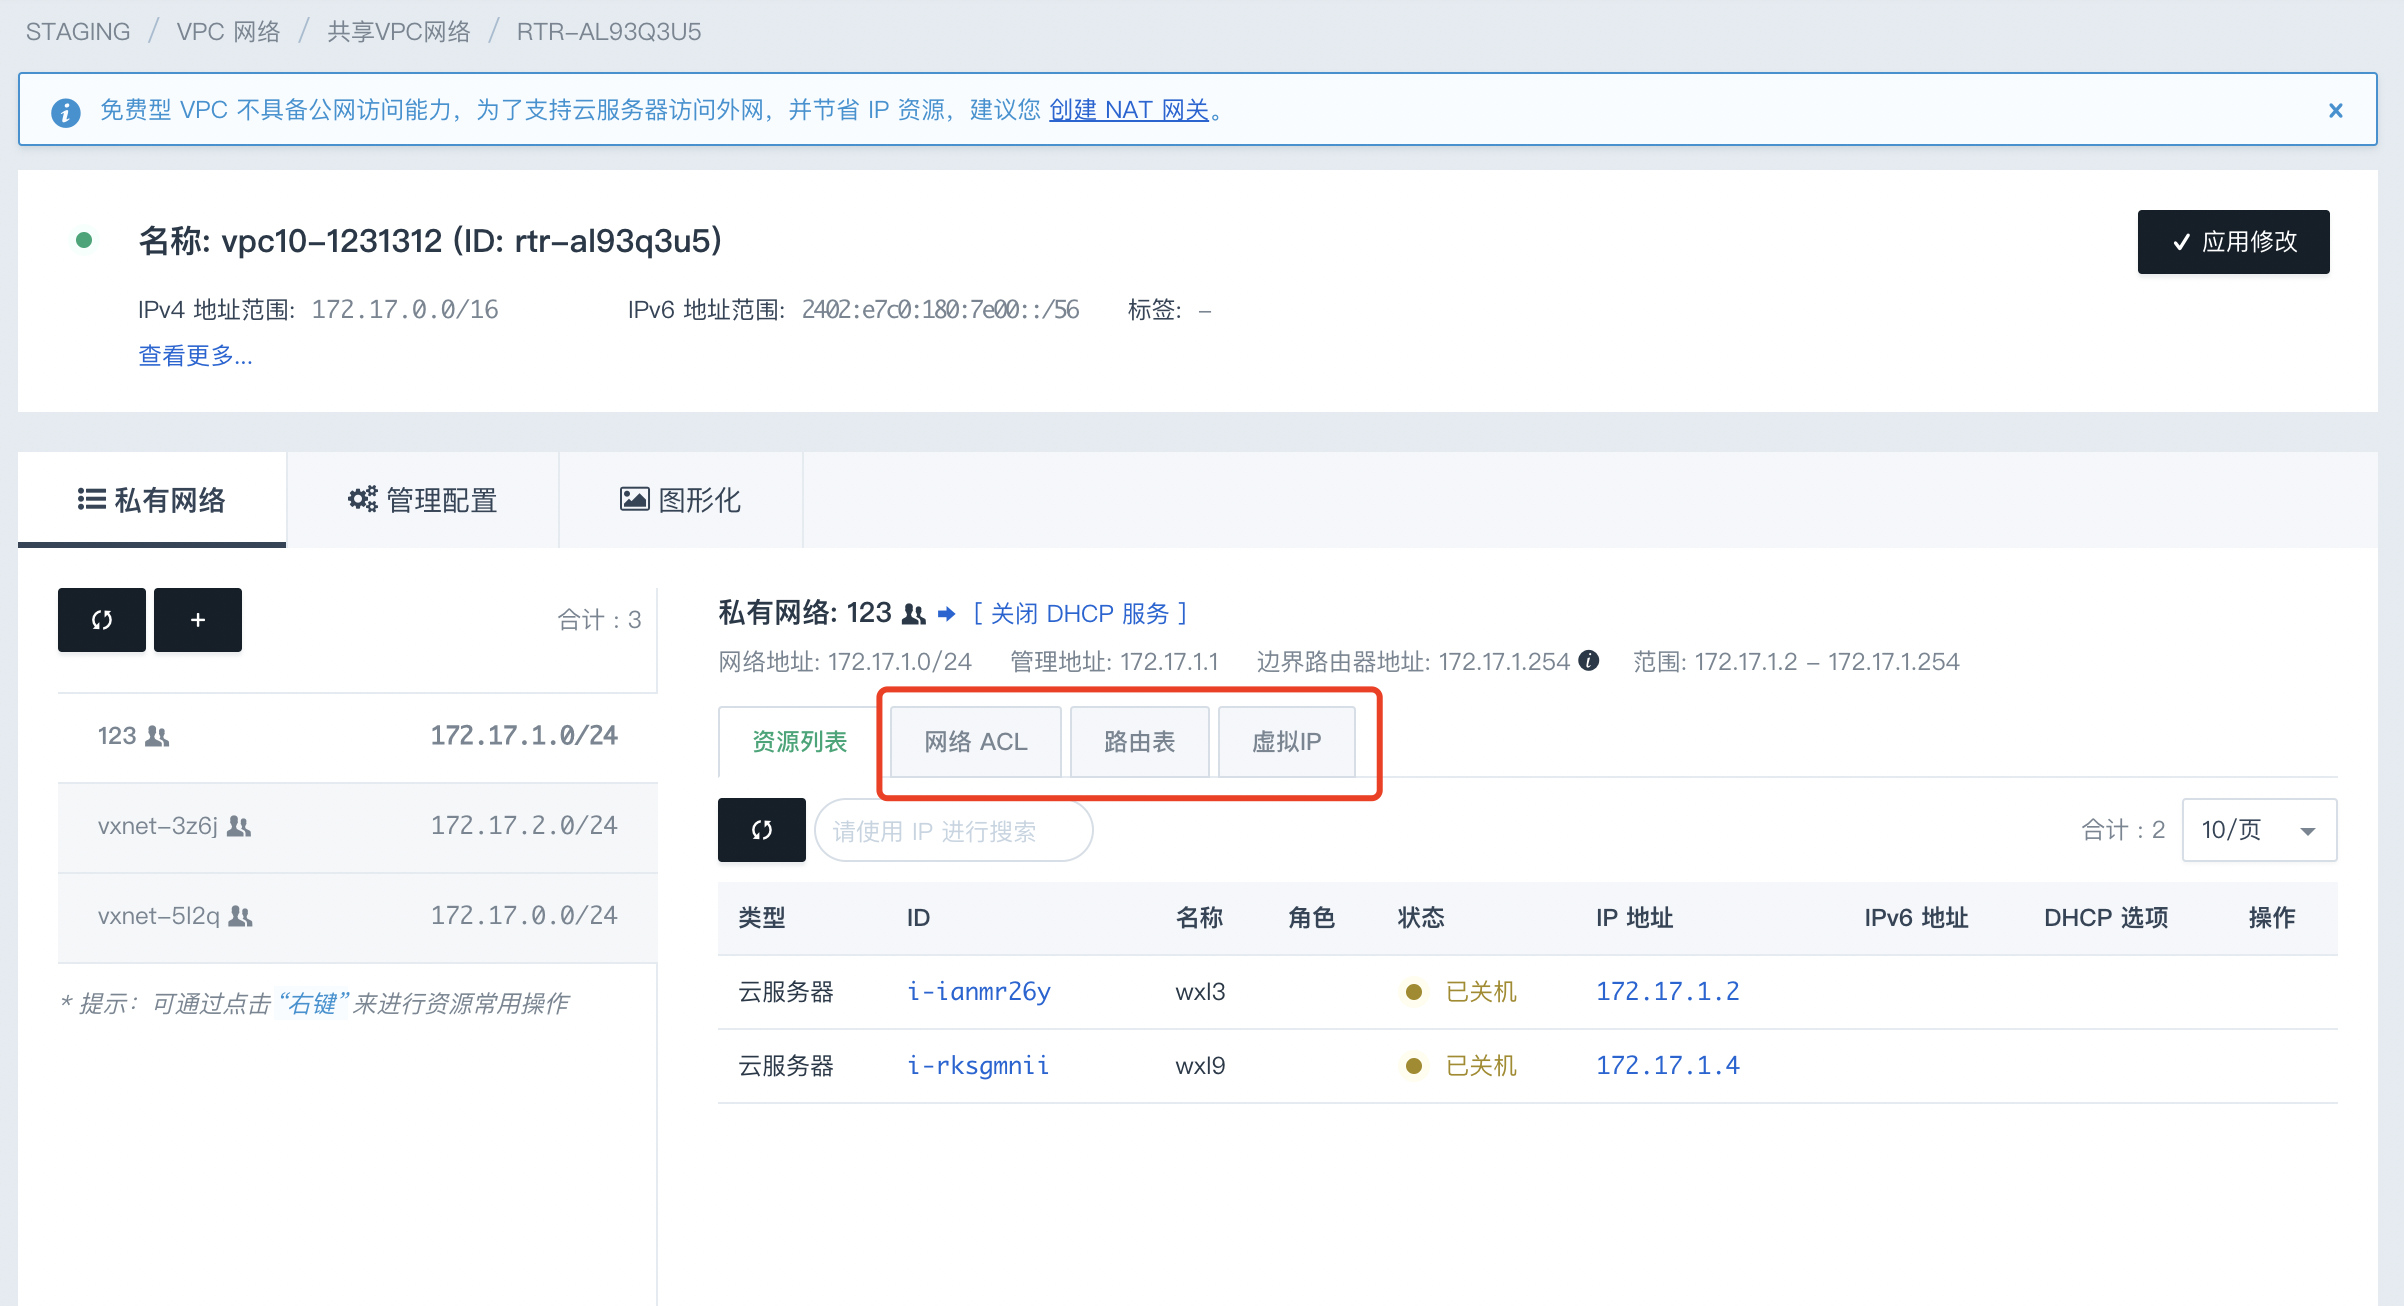 STAGING / VPC 网络 / 共享VPC网络 / RTR-AL93Q3U5
免费型 VPC 不具备公网访问能力，为了支持云服务器访问外网，并节省 IP 资源，建议您 创建 NAT 网关。
名称: vpc10-1231312 (ID: rtr-al93q3u5)
应用修改
IPv4 地址范围: 172.17.0.0/16 IPv6 地址范围: 2402:e7c0:180:7e00::/56 标签: -
查看更多...
私有网络 管理配置 图形化
合计 : 3
123 172.17.1.0/24
vxnet-3z6j 172.17.2.0/24
vxnet-5l2q 172.17.0.0/24
* 提示：可通过点击“右键”来进行资源常用操作
私有网络: 123 [ 关闭 DHCP 服务 ]
网络地址: 172.17.1.0/24 管理地址: 172.17.1.1 边界路由器地址: 172.17.1.254 范围: 172.17.1.2 - 172.17.1.254
资源列表 网络 ACL 路由表 虚拟IP
请使用 IP 进行搜索 合计 : 2 10/页
类型 ID 名称 角色 状态 IP 地址 IPv6 地址 DHCP 选项 操作
云服务器 i-ianmr26y wxl3 已关机 172.17.1.2
云服务器 i-rksgmnii wxl9 已关机 172.17.1.4